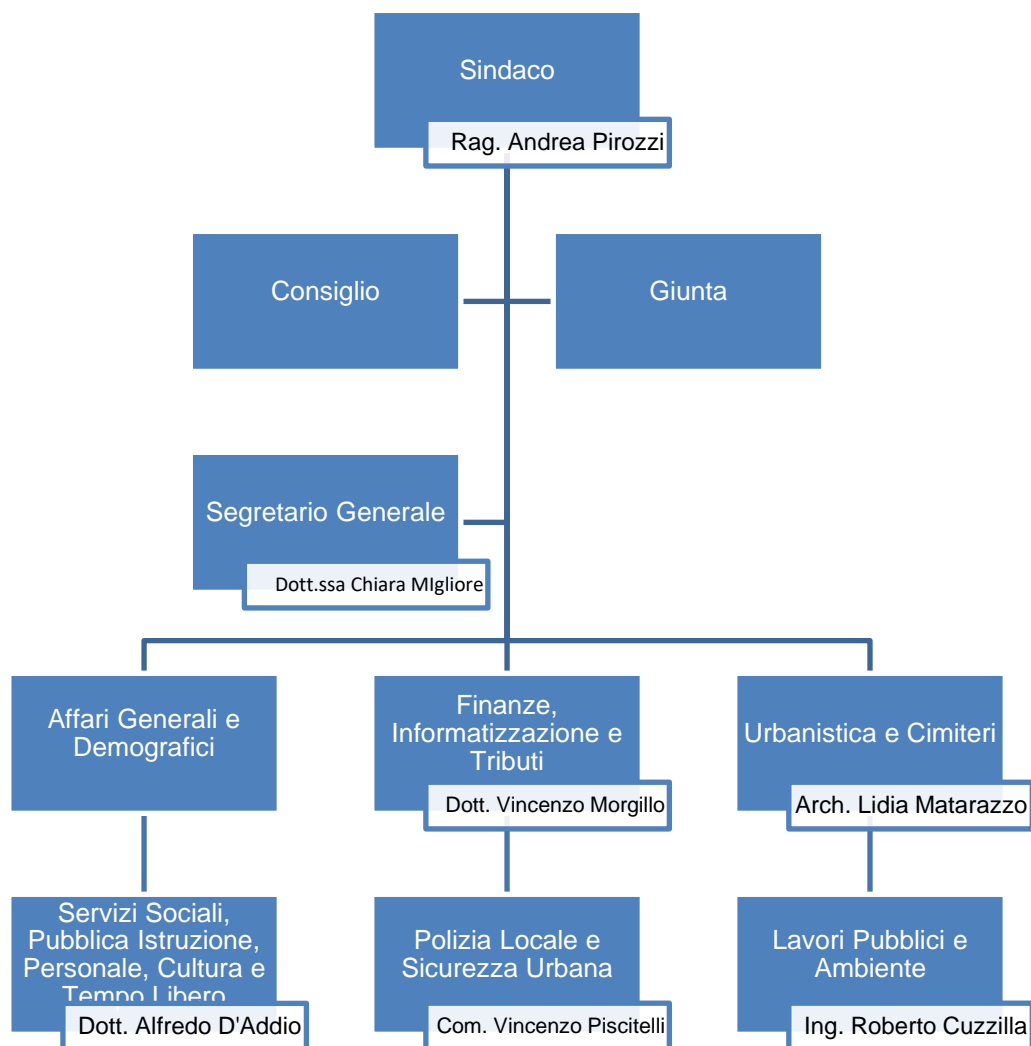 Sindaco
Rag. Andrea Pirozzi
Consiglio
Giunta
Segretario Generale
Dott.ssa Chiara MIgliore
Affari Generali e
Demografici
Finanze,
Informatizzazione e
Tributi
Dott. Vincenzo Morgillo
Urbanistica e Cimiteri
Arch. Lidia Matarazzo
Servizi Sociali,
Pubblica Istruzione,
Personale, Cultura e
Tempo Libero
Dott. Alfredo D'Addio
Polizia Locale e
Sicurezza Urbana
Com. Vincenzo Piscitelli
Lavori Pubblici e
Ambiente
Ing. Roberto Cuzzilla